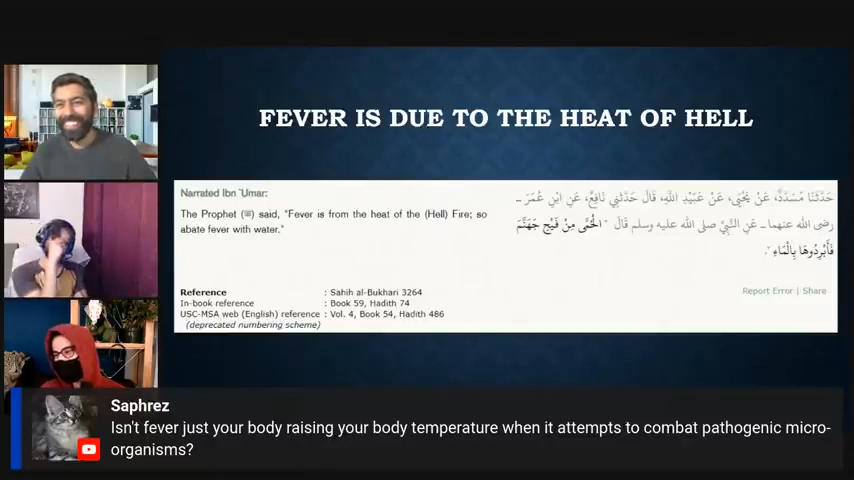 FEVER IS DUE TO THE HEAT OF HELL
Narrated Ibn `Umar:
The Prophet (ﷺ) said, "Fever is from the heat of the (Hell) Fire; so
abate fever with water."
حَدَّثَنَا مُسَدَّدٌ، عَنْ يَحْيَى، عَنْ عُبَيْدِ اللَّهِ، قَالَ حَدَّثَنِي نَافِعٌ، عَنِ ابْنِ عُمَرَ ـ
رضى الله عنهما ـ عَنِ النَّبِيِّ صلى الله عليه وسلم قَالَ ‏"‏ الْحُمَّى مِنْ فَيْحِ جَهَنَّمَ
فَأَبْرِدُوهَا بِالْمَاءِ ‏"‏‏.‏
Reference : Sahih al-Bukhari 3264
In-book reference : Book 59, Hadith 74
USC-MSA web (English) reference : Vol. 4, Book 54, Hadith 486
(deprecated numbering scheme)
Report Error | Share
Saphrez
Isn't fever just your body raising your body temperature when it attempts to combat pathogenic micro-
organisms?